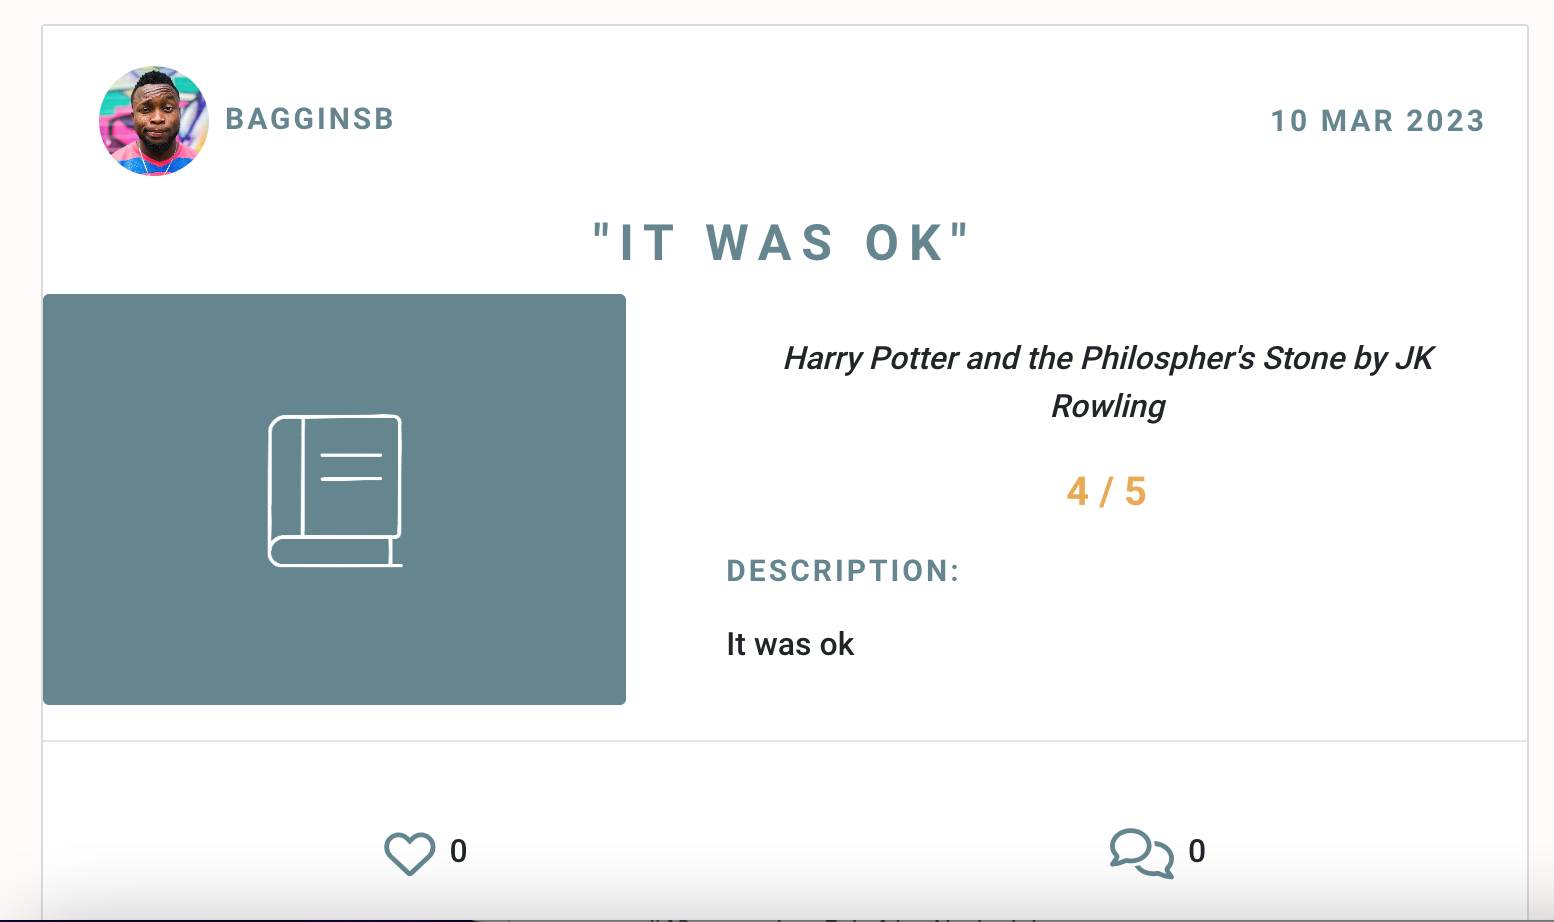 BAGGINSB
10 MAR 2023
"IT WAS OK"
Harry Potter and the Philospher's Stone by JK
Rowling
4 / 5
DESCRIPTION:
It was ok
0
0